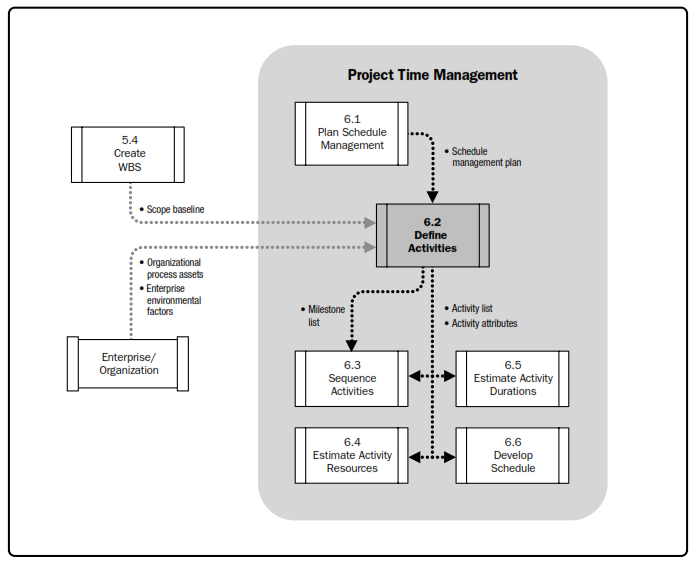 Project Time Management
6.1
Plan Schedule
Management
5.4
Create
WBS
• Schedule
management plan
• Scope baseline
6.2
Define
Activities
• Organizational
process assets
• Enterprise
environmental
factors
• Milestone
list
• Activity list
• Activity attributes
Enterprise/
Organization
6.3
Sequence
Activities
6.5
Estimate Activity
Durations
6.4
Estimate Activity
Resources
6.6
Develop
Schedule